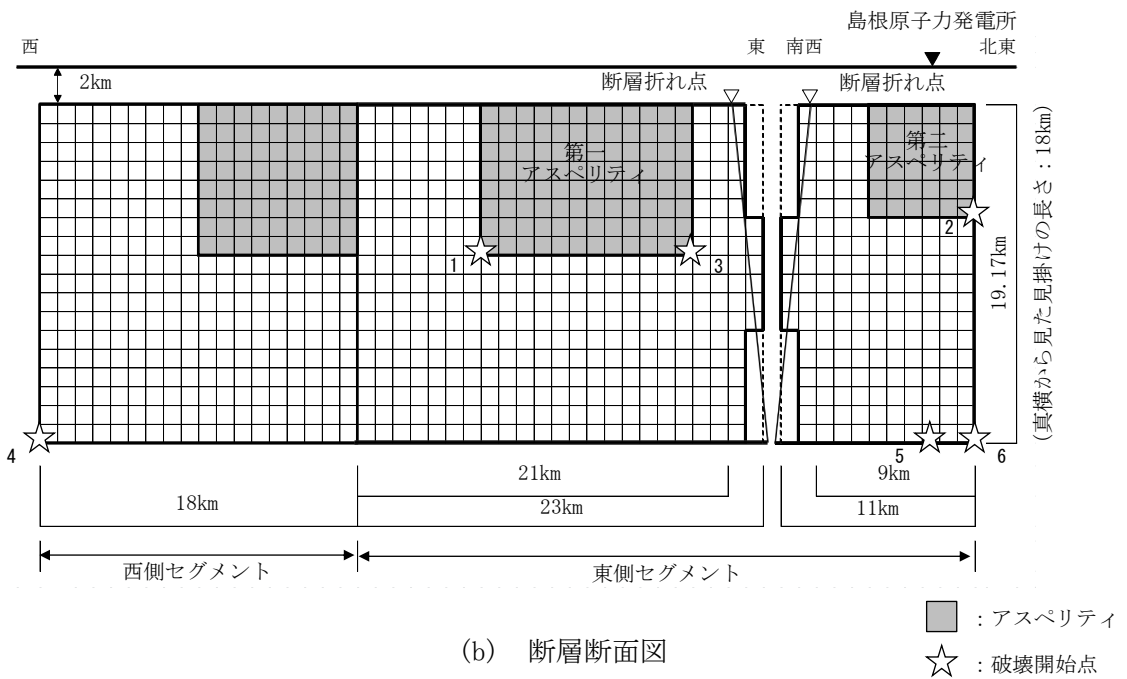 島根原子力発電所
西
東
南西
北東
2km
断層折れ点
断層折れ点
第一
アスペリティ
第二
アスペリティ
1
3
2
4
5
6
19.17km
(真横から見た見掛けの長さ：18km)
21km
9km
18km
23km
11km
西側セグメント
東側セグメント
：アスペリティ
(b) 断層断面図
：破壊開始点